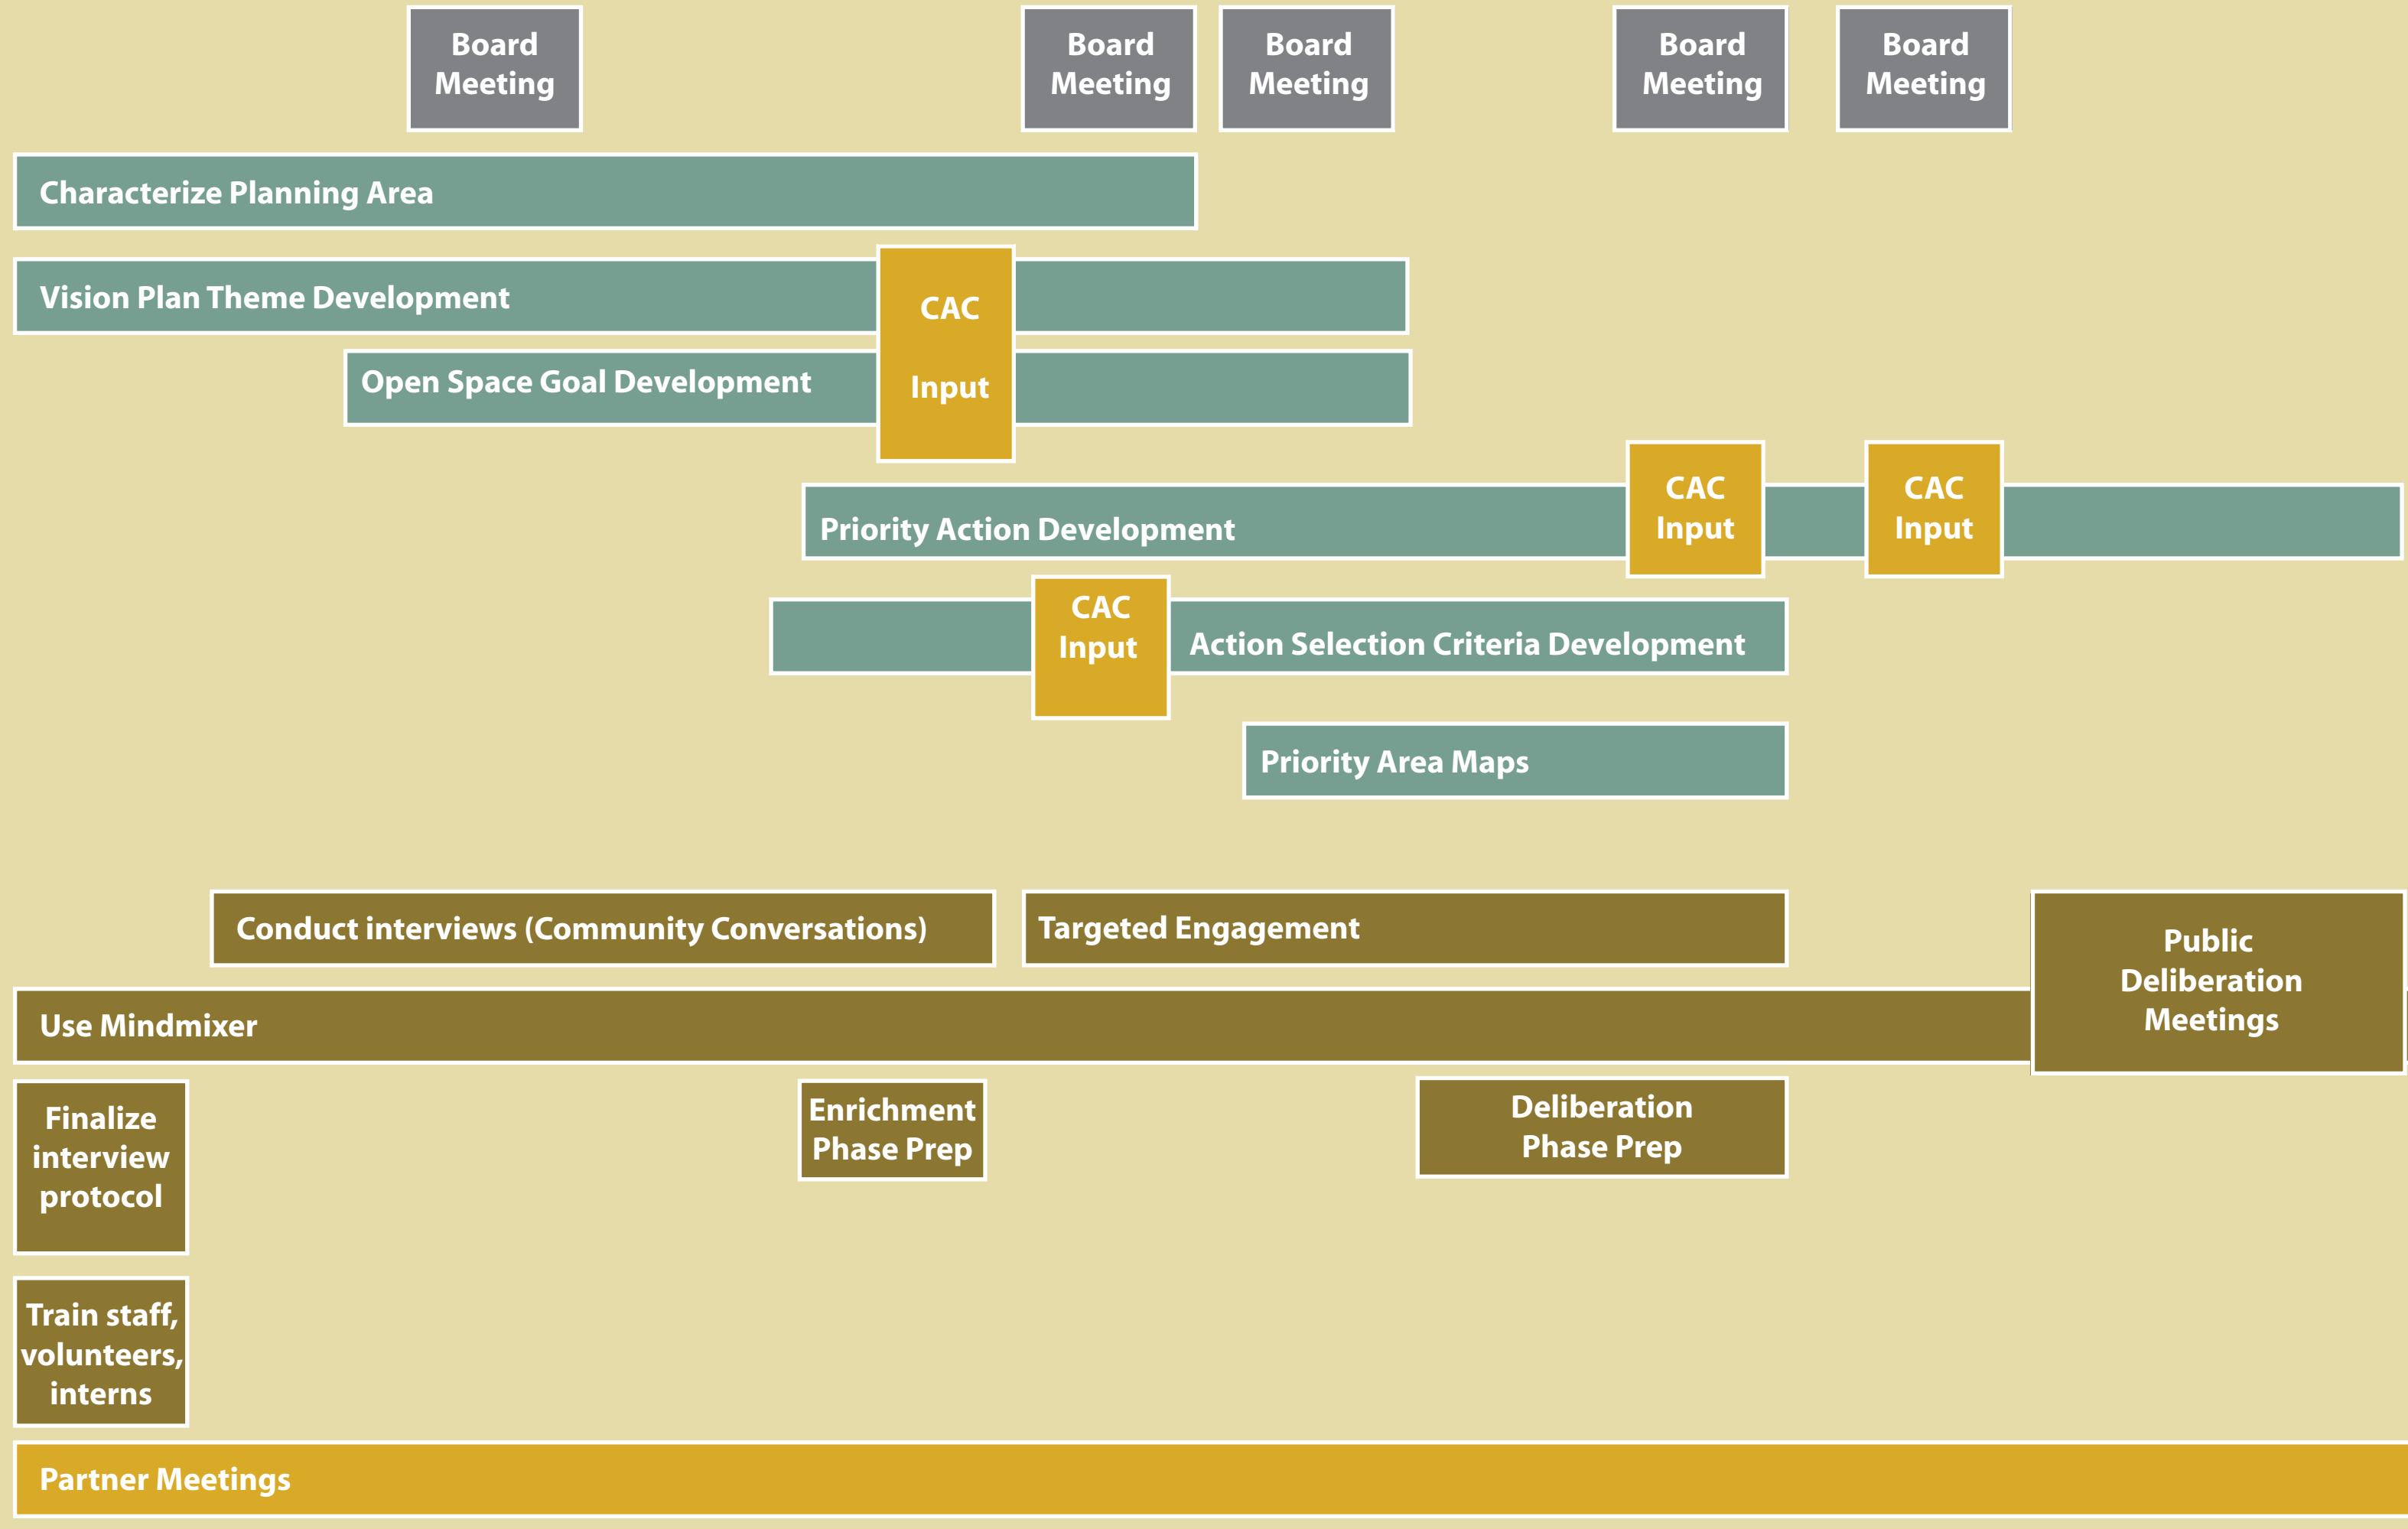 Board
Meeting
Board
Meeting
Board
Meeting
Board
Meeting
Board
Meeting
Characterize Planning Area
Vision Plan Theme Development
CAC
Input
Open Space Goal Development
Priority Action Development
CAC
Input
CAC
Input
CAC
Input
Action Selection Criteria Development
Priority Area Maps
Conduct interviews (Community Conversations)
Targeted Engagement
Public
Deliberation
Meetings
Use Mindmixer
Finalize
interview
protocol
Enrichment
Phase Prep
Deliberation
Phase Prep
Train staff,
volunteers,
interns
Partner Meetings